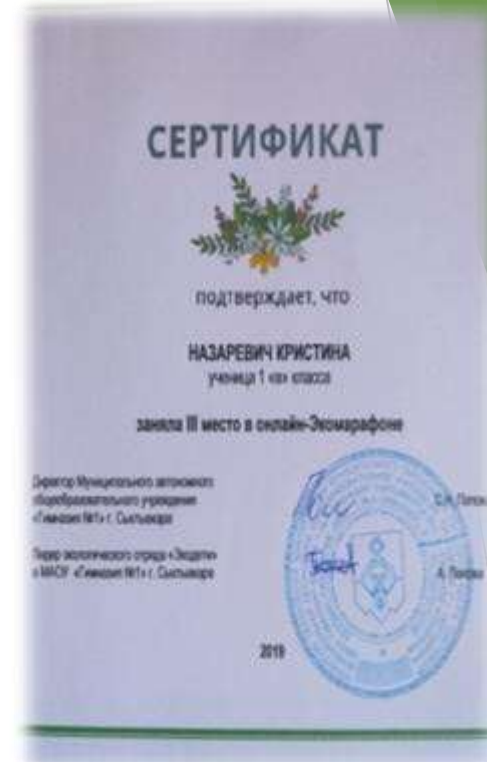 СЕРТИФИКАТ
подтверждает, что
НАЗАРЕВИЧ КРИСТИНА
ученица 1 «в» класса
заняла III место в онлайн-Экомарафоне
Директор Муниципального автономного
общеобразовательного учреждения
«Гимназия №1» г. Сыктывкара
Лидер экологического отряда «Экодети»
в МАОУ «Гимназия №1» г. Сыктывкара
А.
2019